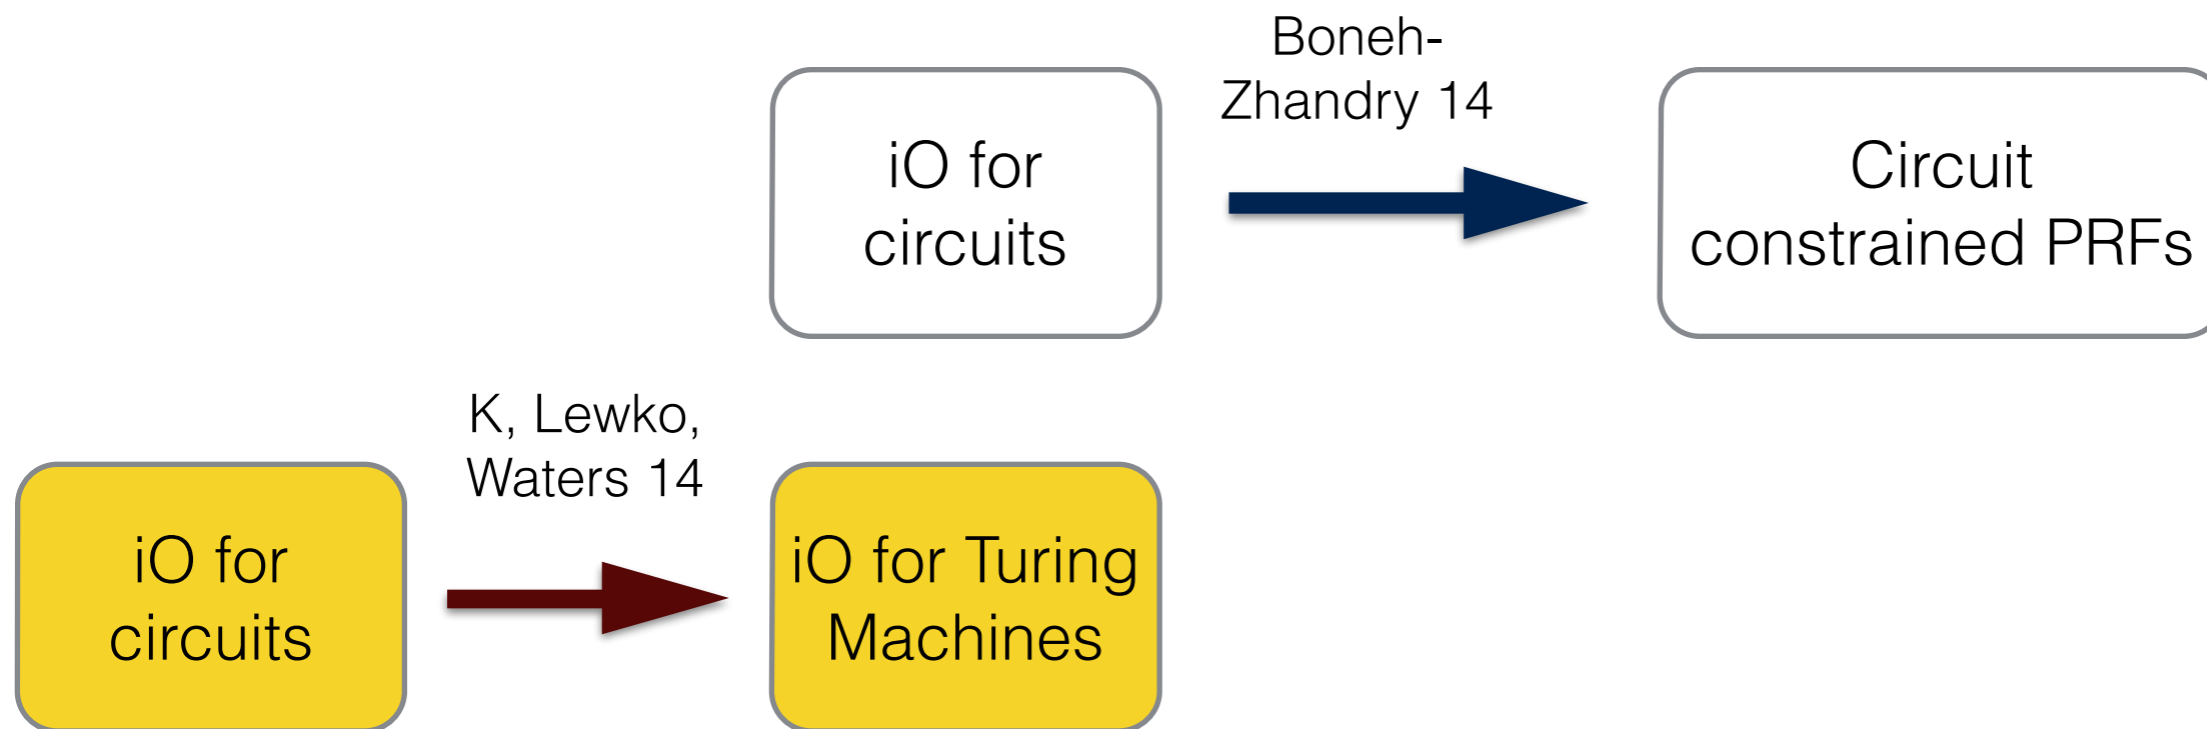 Boneh-
Zhandry 14
iO for
circuits
Circuit
constrained PRFs
K, Lewko,
Waters 14
iO for
circuits
iO for Turing
Machines